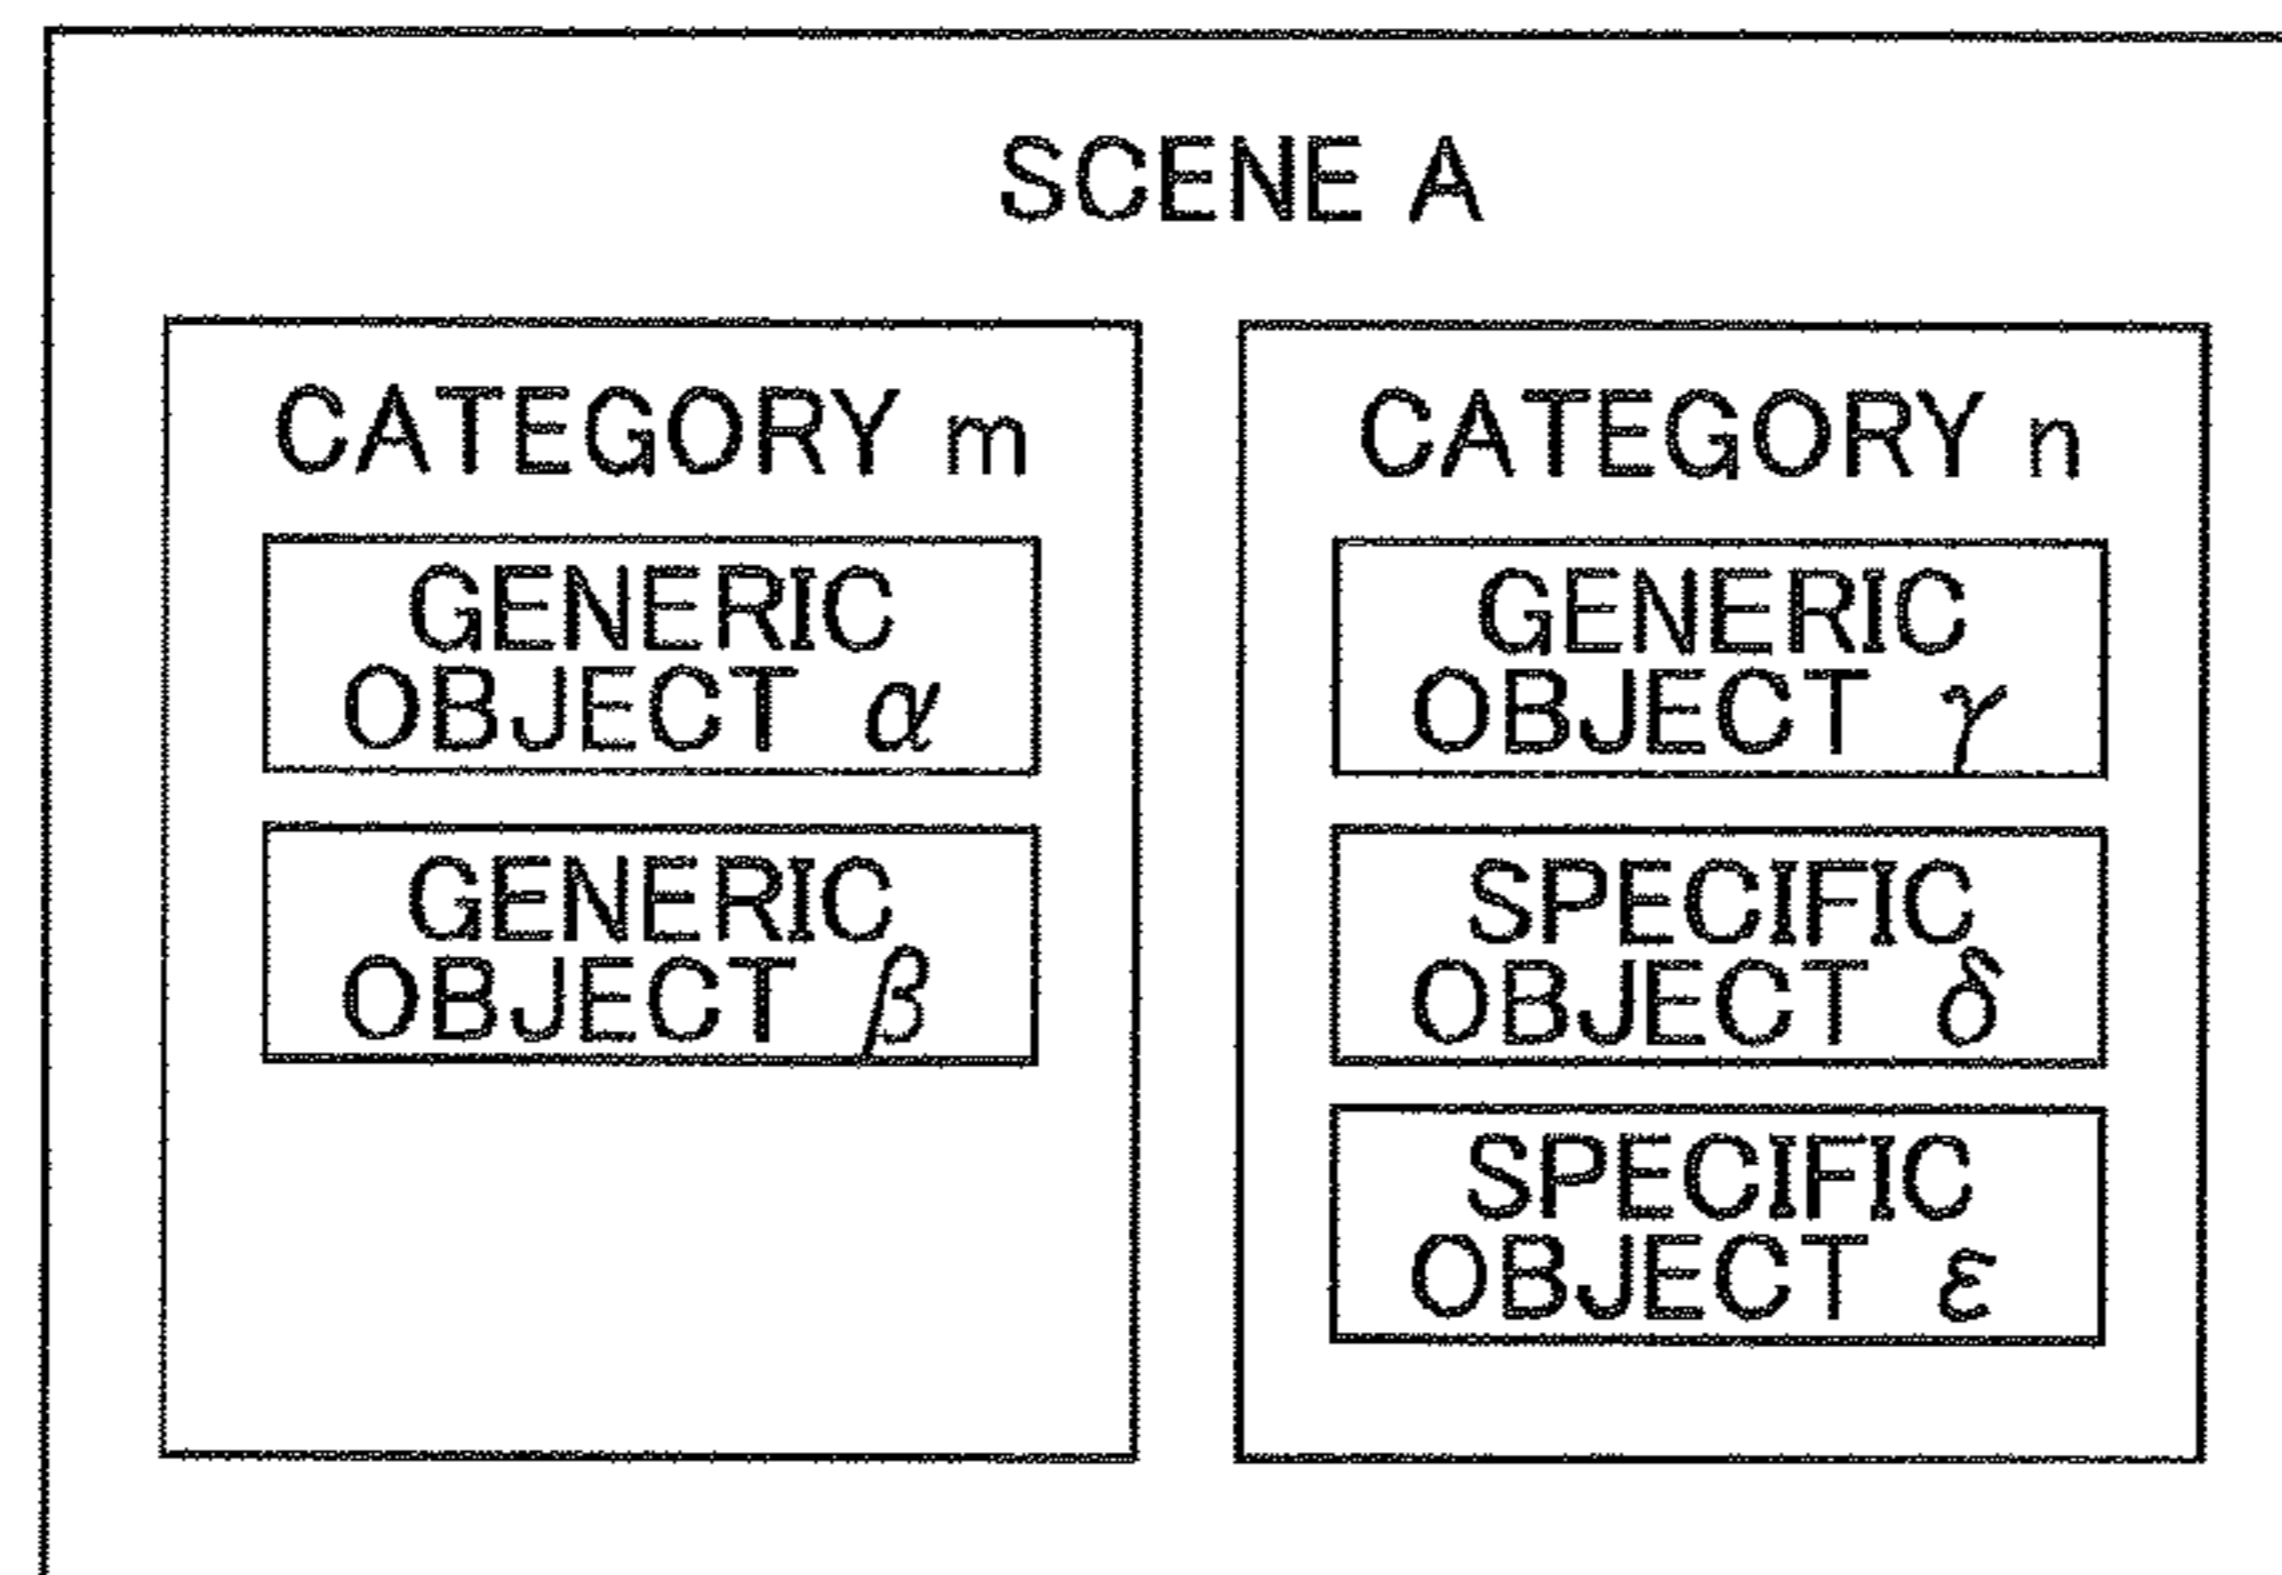 SCENE A
CATEGORY m
GENERIC
OBJECT α
GENERIC
OBJECT β
CATEGORY n
GENERIC
OBJECT γ
SPECIFIC
OBJECT δ
SPECIFIC
OBJECT ε